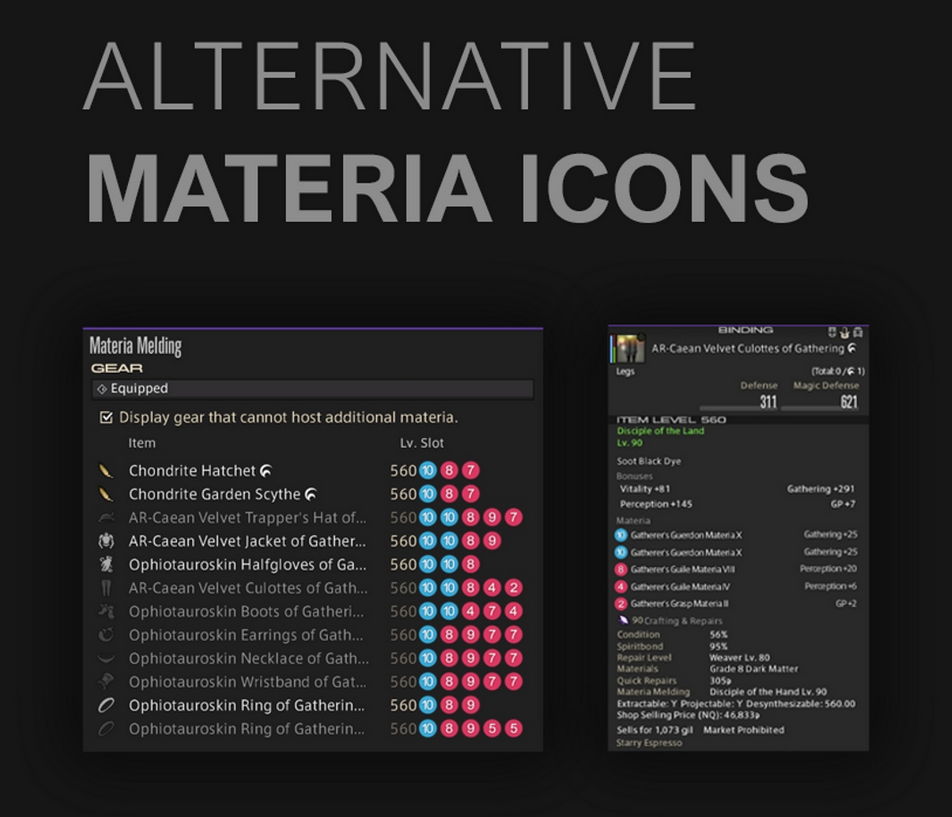 ALTERNATIVE
MATERIA ICONS
Materia Melding
GEAR
Equipped
Display gear that cannot host additional materia.
Item Lv. Slot
Chondrite Hatchet 560 10 8 7
Chondrite Garden Scythe 560 10 8 7
AR-Caean Velvet Trapper's Hat of... 560 10 10 8 9 7
AR-Caean Velvet Jacket of Gather... 560 10 10 8 9
Ophiotauroskin Halfgloves of Ga... 560 10 10 8
AR-Caean Velvet Culottes of Gath... 560 10 10 8 4 2
Ophiotauroskin Boots of Gatheri... 560 10 10 4 7 4
Ophiotauroskin Earrings of Gath... 560 10 8 9 7 7
Ophiotauroskin Necklace of Gath... 560 10 8 9 7 7
Ophiotauroskin Wristband of Gat... 560 10 8 9 7 7
Ophiotauroskin Ring of Gatherin... 560 10 8 9
Ophiotauroskin Ring of Gatherin... 560 10 8 9 5 5
BINDING
AR-Caean Velvet Culottes of Gathering
Legs (Total: 0 / 1)
Defense Magic Defense
311 621
ITEM LEVEL 560
Disciple of the Land
Lv. 90
Soot Black Dye
Bonuses
Vitality +81 Gathering +291
Perception +145 GP +7
Materia
10 Gatherer's Guerdon Materia X Gathering +25
10 Gatherer's Guerdon Materia X Gathering +25
8 Gatherer's Guile Materia VIII Perception +20
4 Gatherer's Guile Materia IV Perception +6
2 Gatherer's Grasp Materia II GP +2
90 Crafting & Repairs
Condition 56%
Spiritbond 95%
Repair Level Weaver Lv. 80
Materials Grade 8 Dark Matter
Quick Repairs 305
Materia Melding Disciple of the Hand Lv. 90
Extractable: Y Projectable: Y Desynthesizable: 560.00
Shop Selling Price (NQ): 46,833
Sells for 1,073 gil Market Prohibited
Starry Espresso